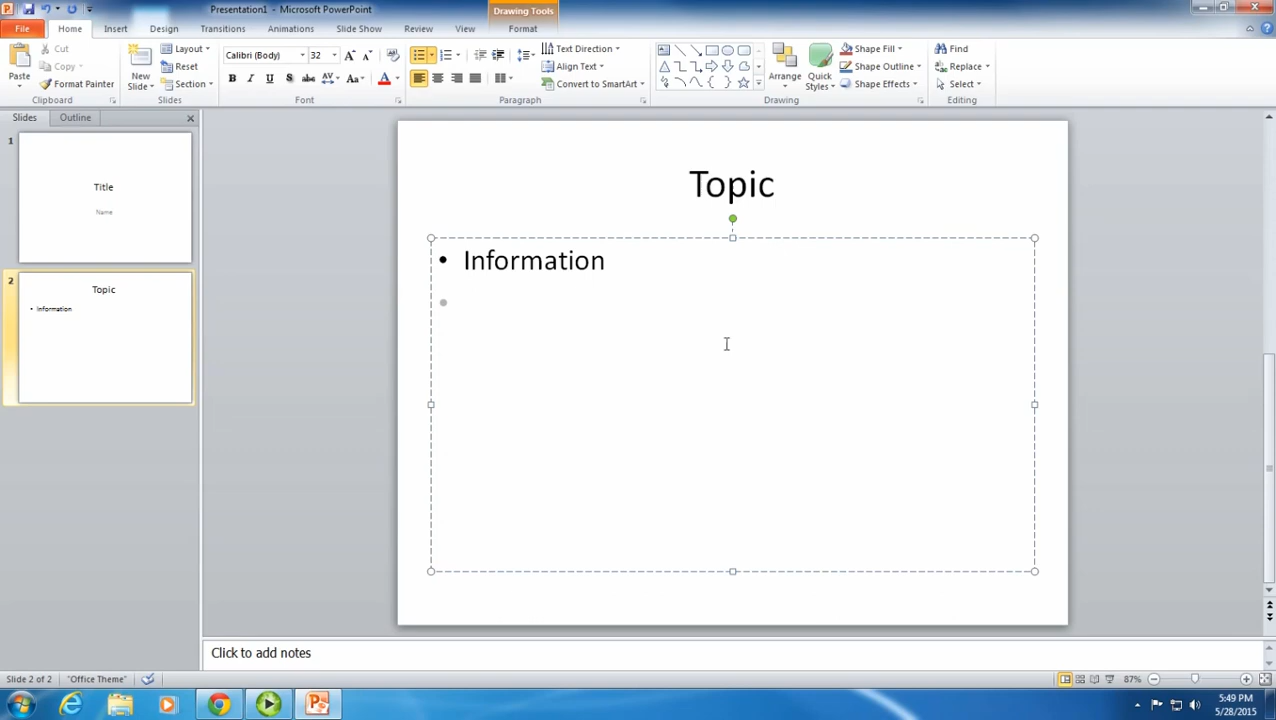 Presentation1 - Microsoft PowerPoint
Drawing Tools
File Home Insert Design Transitions Animations Slide Show Review View Format
Paste
Cut
Copy
Format Painter
Clipboard
New Slide
Layout
Reset
Section
Slides
Calibri (Body) 32
B I U S abc AV Aa A
Font
Text Direction
Align Text
Convert to SmartArt
Paragraph
Arrange
Quick Styles
Shape Fill
Shape Outline
Shape Effects
Drawing
Find
Replace
Select
Editing
Slides Outline
1
Title
Name
2
Topic
• Information
Topic
• Information
Click to add notes
Slide 2 of 2 "Office Theme" 87%
5:49 PM
5/28/2015